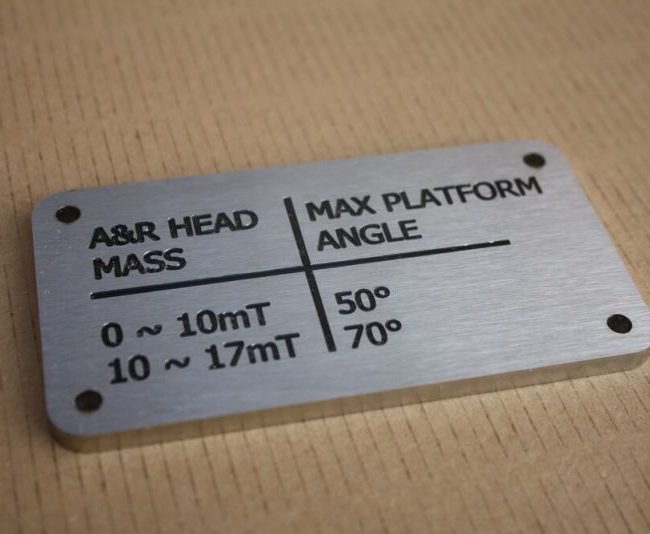 A&R HEAD MASS
MAX PLATFORM ANGLE
0 ~ 10mT 50°
10 ~ 17mT 70°